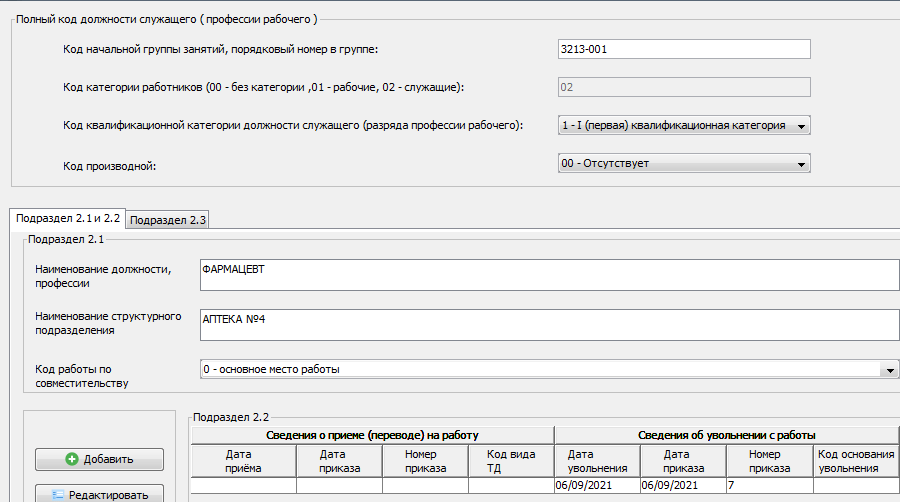 Полный код должности служащего ( профессии рабочего )
Код начальной группы занятий, порядковый номер в группе: 3213-001
Код категории работников (00 - без категории ,01 - рабочие, 02 - служащие): 02
Код квалификационной категории должности служащего (разряда профессии рабочего): 1 - I (первая) квалификационная категория
Код производной: 00 - Отсутствует
Подраздел 2.1 и 2.2 Подраздел 2.3
Подраздел 2.1
Наименование должности, ФАРМАЦЕВТ
профессии
Наименование структурного АПТЕКА №4
подразделения
Код работы по 0 - основное место работы
совместительству
Подраздел 2.2
Сведения о приеме (переводе) на работу Сведения об увольнении с работы
Дата Дата Номер Код вида Дата Дата Номер Код основания
приёма приказа приказа ТД увольнения приказа приказа увольнения
06/09/2021 06/09/2021 7
Добавить
Редактировать